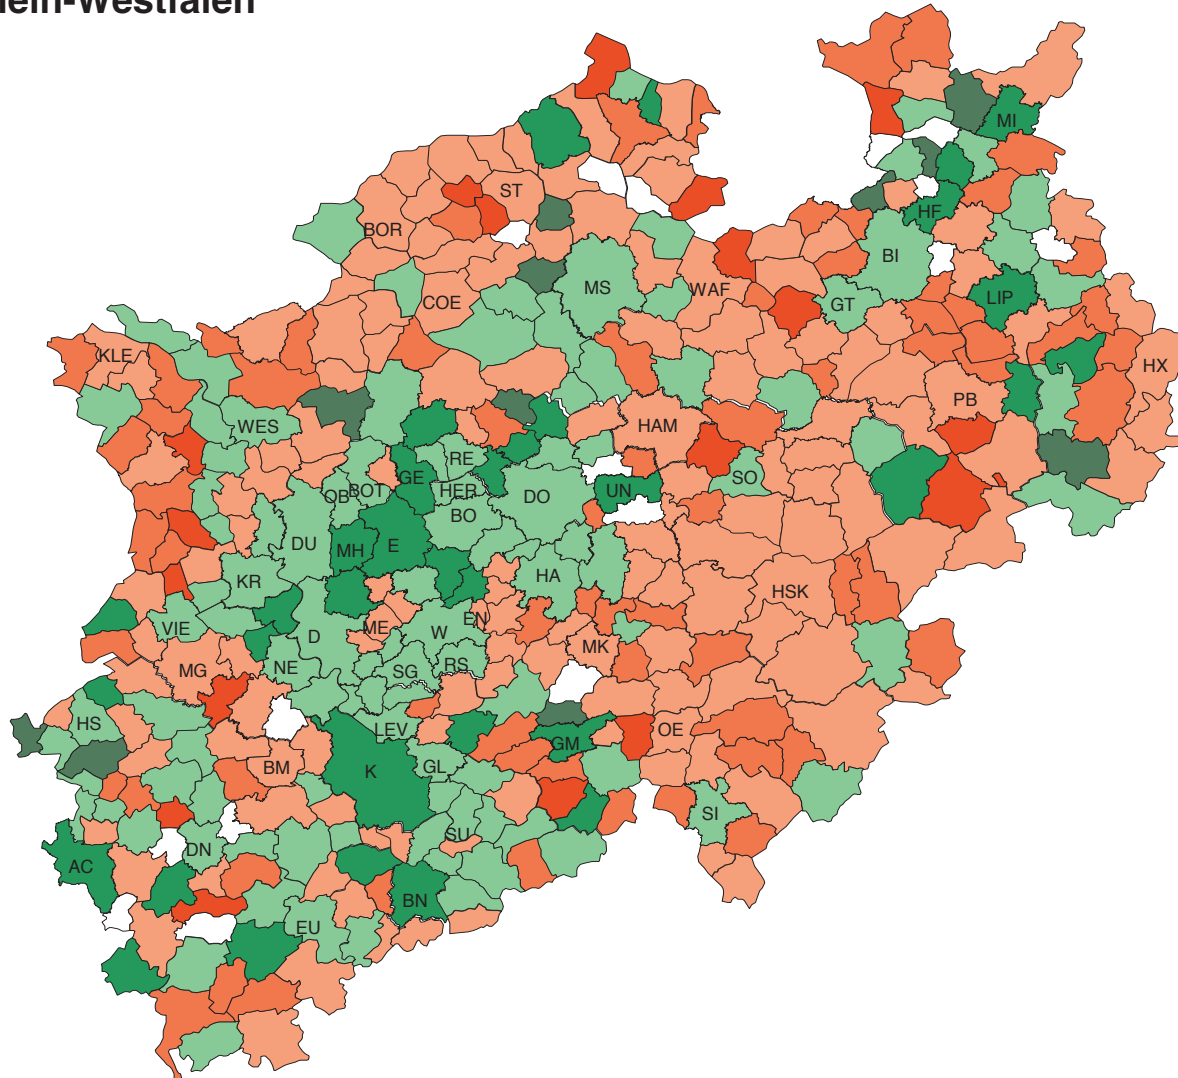 ein-Westfalen
MI
ST
HF
BOR
BI
MS
WAF
LIP
COE
GT
KLE
HX
PB
WES
HAM
RE
GE
SO
BOT
OB
HER
UN
DO
BO
DU
MH
E
HA
KR
HSK
EN
VIE
ME
W
D
MK
NE
SG
RS
MG
HS
LEV
OE
GM
BM
K
GL
SI
SU
DN
AC
BN
EU